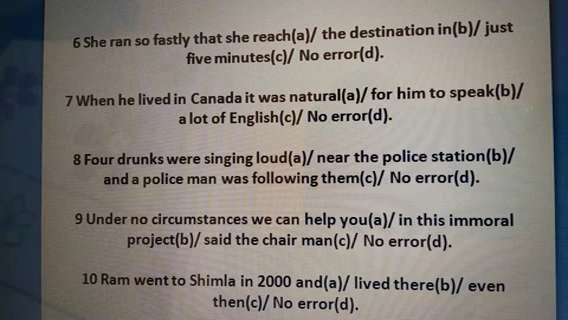 6 She ran so fastly that she reach(a)/ the destination in(b)/ just
five minutes(c)/ No error(d).
7 When he lived in Canada it was natural(a)/ for him to speak(b)/
a lot of English(c)/ No error(d).
8 Four drunks were singing loud(a)/ near the police station(b)/
and a police man was following them(c)/ No error(d).
9 Under no circumstances we can help you(a)/ in this immoral
project(b)/ said the chair man(c)/ No error(d).
10 Ram went to Shimla in 2000 and(a)/ lived there(b)/ even
then(c)/ No error(d).